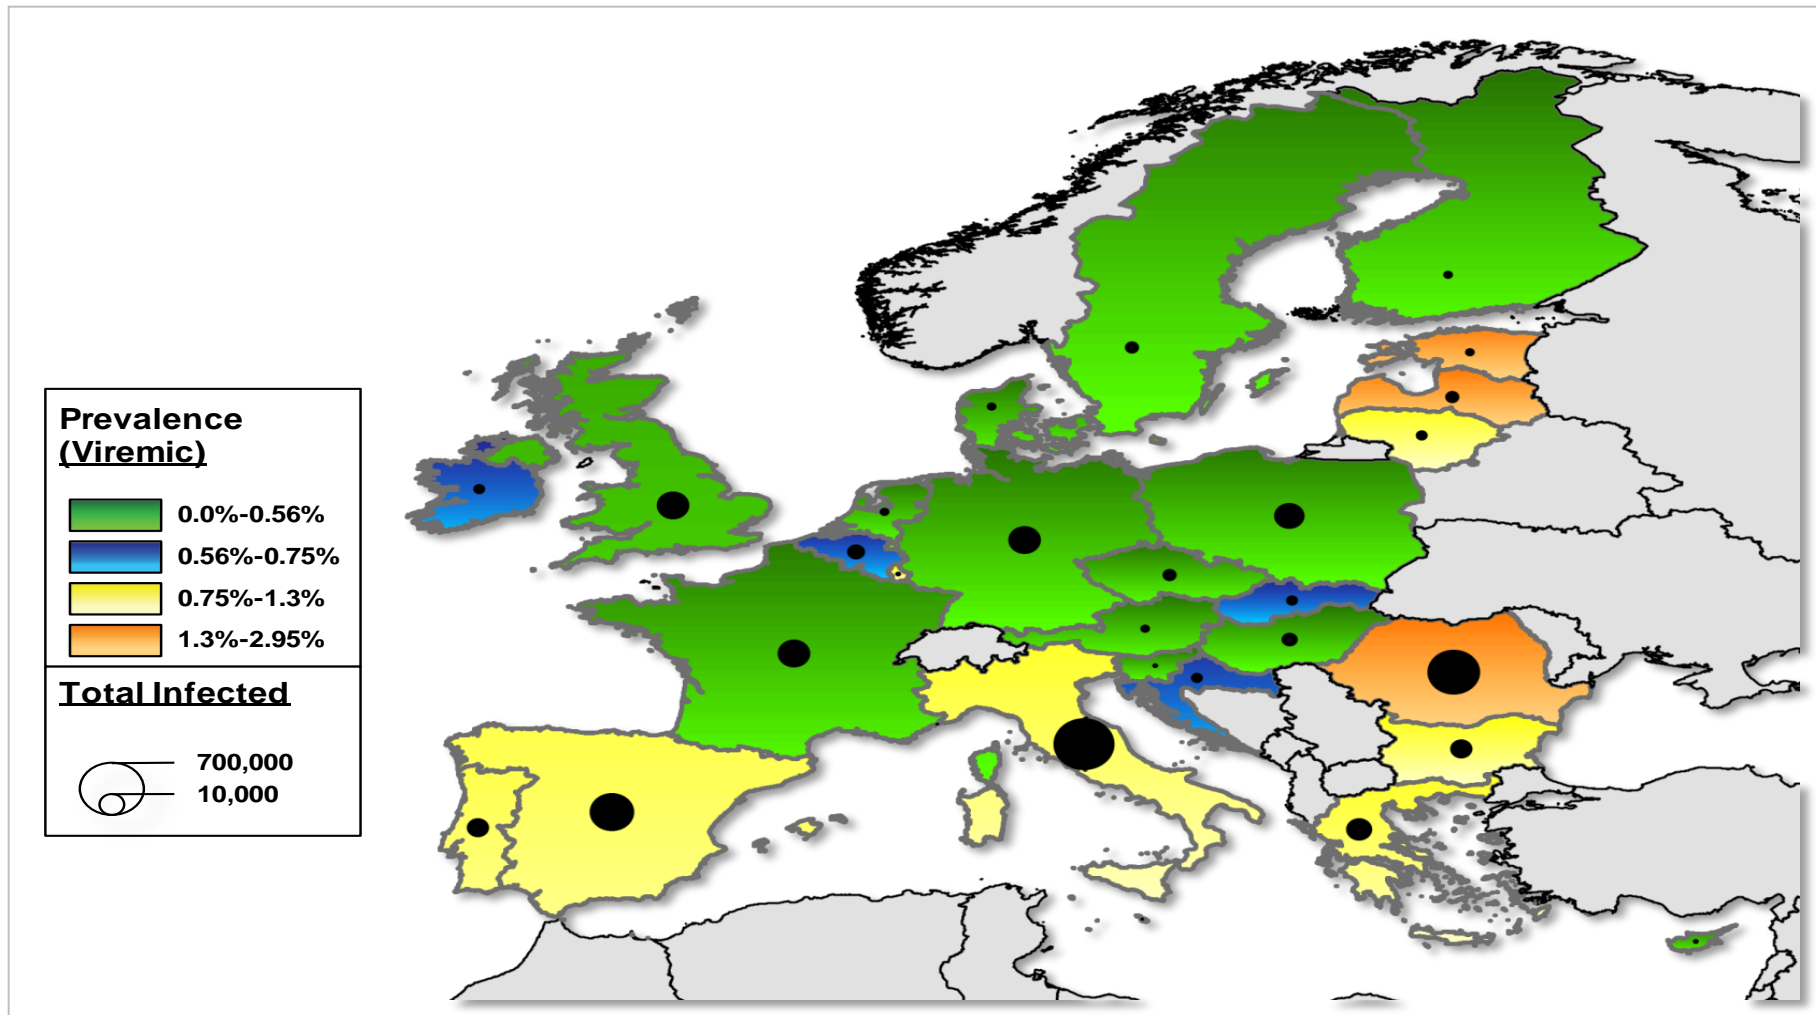 Prevalence
(Viremic)
0.0%-0.56%
0.56%-0.75%
0.75%-1.3%
1.3%-2.95%
Total Infected
700,000
10,000